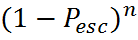 (1 − P_esc)^n